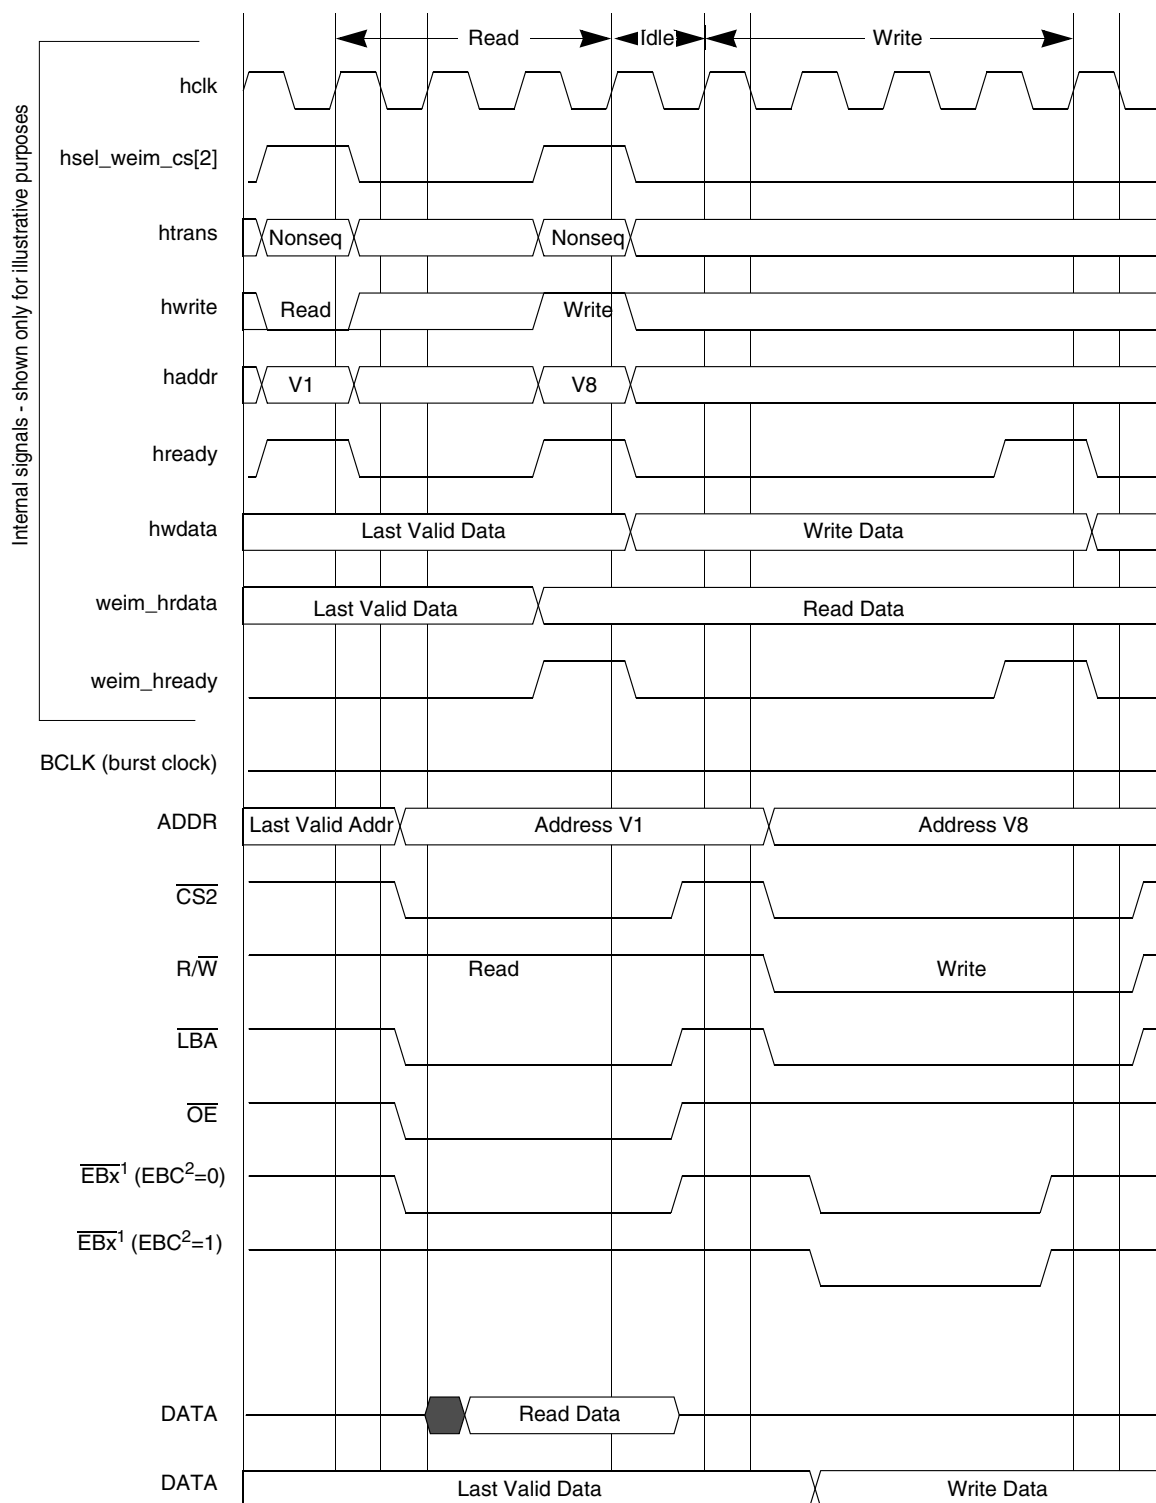 Read Idle Write
Internal signals - shown only for illustrative purposes
hclk
hsel_weim_cs[2]
htrans Nonseq Nonseq
hwrite Read Write
haddr V1 V8
hready
hwdata Last Valid Data Write Data
weim_hrdata Last Valid Data Read Data
weim_hready
BCLK (burst clock)
ADDR Last Valid Addr Address V1 Address V8
CS2
R/W Read Write
LBA
OE
EBx¹ (EBC²=0)
EBx¹ (EBC²=1)
DATA Read Data
DATA Last Valid Data Write Data